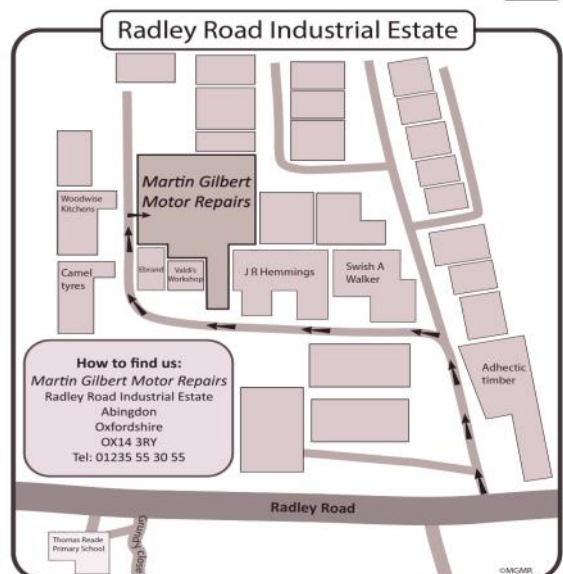 Radley Road Industrial Estate
Martin Gilbert
Motor Repairs
Woodwise
Kitchens
Ebrand
Valdi's
Workshop
J R Hemmings
Swish A
Walker
Camel
tyres
How to find us:
Martin Gilbert Motor Repairs
Radley Road Industrial Estate
Abingdon
Oxfordshire
OX14 3RY
Tel: 01235 55 30 55
Adhectic
timber
Radley Road
Thomas Reade
Primary School
Grundy Close
©MGMR